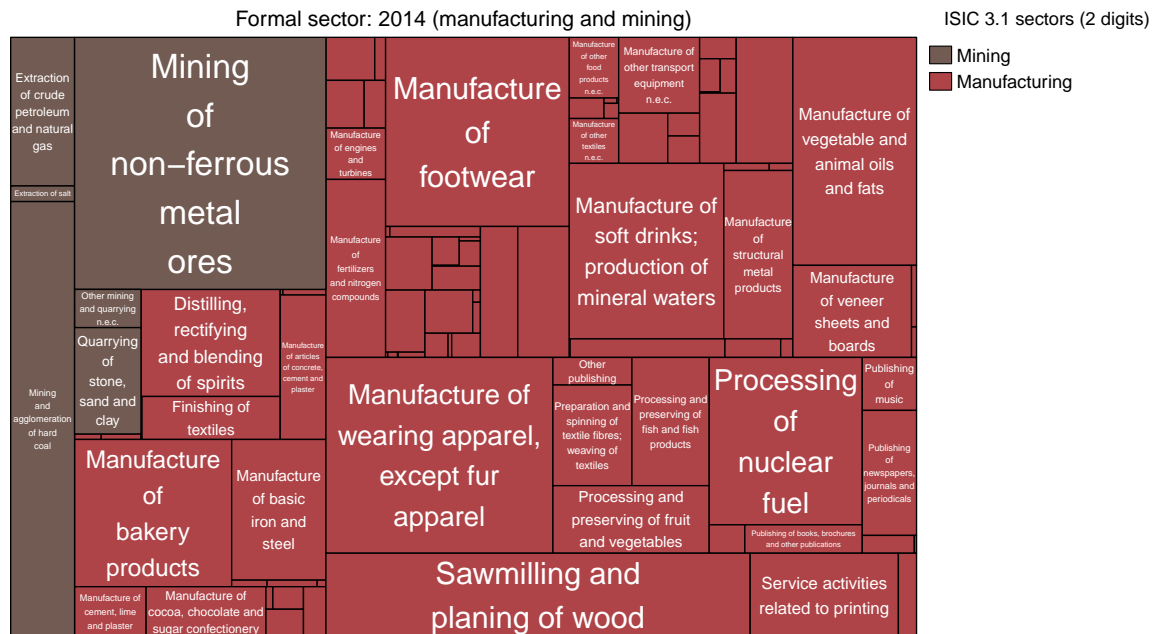 Formal sector: 2014 (manufacturing and mining)
ISIC 3.1 sectors (2 digits)
Mining
Manufacturing
Extraction
of crude
petroleum
and natural
gas
Extraction of salt
Mining
and
agglomeration
of hard
coal
Mining
of
non−ferrous
metal
ores
Other mining
and quarrying
n.e.c.
Quarrying
of
stone,
sand and
clay
Distilling,
rectifying
and blending
of spirits
Finishing of
textiles
Manufacture
of articles
of concrete,
cement and
plaster
Manufacture
of
bakery
products
Manufacture
of basic
iron and
steel
Manufacture of
cement, lime
and plaster
Manufacture of
cocoa, chocolate and
sugar confectionery
Manufacture
of engines
and
turbines
Manufacture
of
fertilizers
and nitrogen
compounds
Manufacture
of
footwear
Manufacture
of other
food
products
n.e.c.
Manufacture of
other transport
equipment
n.e.c.
Manufacture
of other
textiles
n.e.c.
Manufacture of
soft drinks;
production of
mineral waters
Manufacture
of
structural
metal
products
Manufacture of
vegetable and
animal oils
and fats
Manufacture
of veneer
sheets and
boards
Manufacture of
wearing apparel,
except fur
apparel
Other
publishing
Preparation and
spinning of
textile fibres;
weaving of
textiles
Processing and
preserving of
fish and fish
products
Processing and
preserving of fruit
and vegetables
Processing
of
nuclear
fuel
Publishing of books, brochures
and other publications
Publishing
of
music
Publishing
of
newspapers,
journals and
periodicals
Sawmilling and
planing of wood
Service activities
related to printing